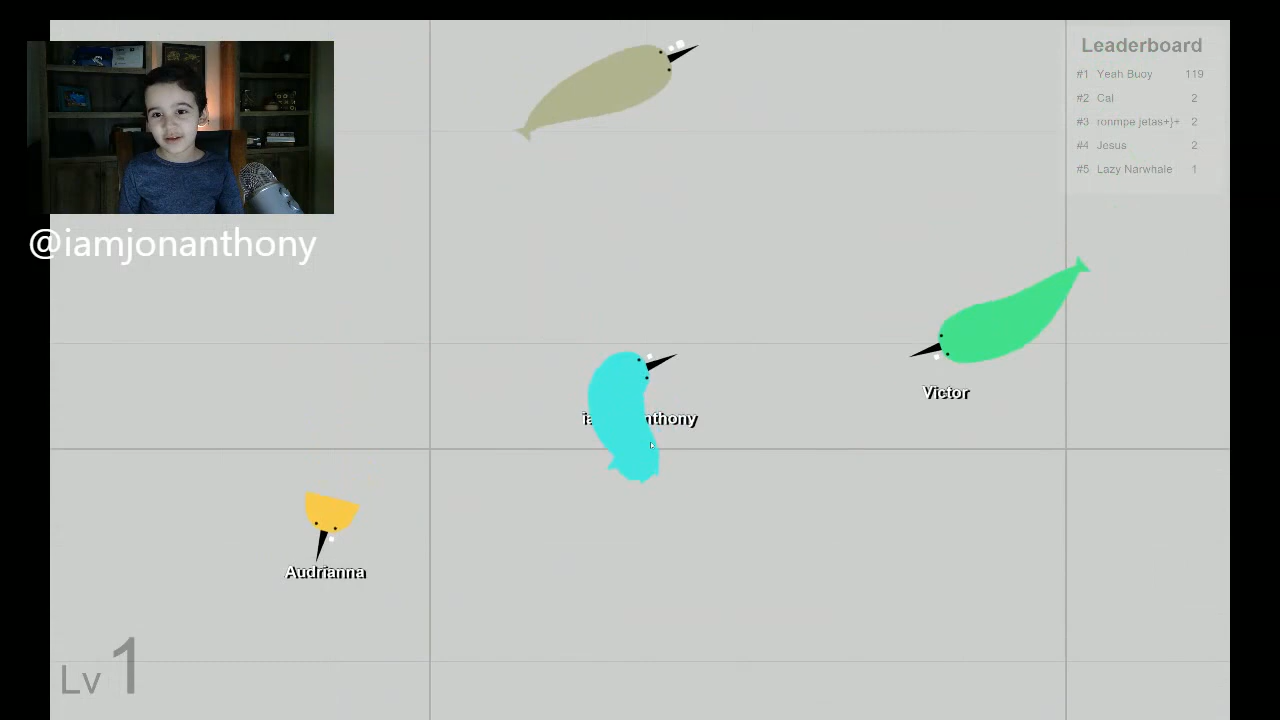 Leaderboard
#1 Yeah Buoy 119
#2 Cal 2
#3 ronmpe jetas+}+ 2
#4 Jesus 2
#5 Lazy Narwhale 1
@iamjonanthony
Victor
nthony
Audrianna
Lv 1